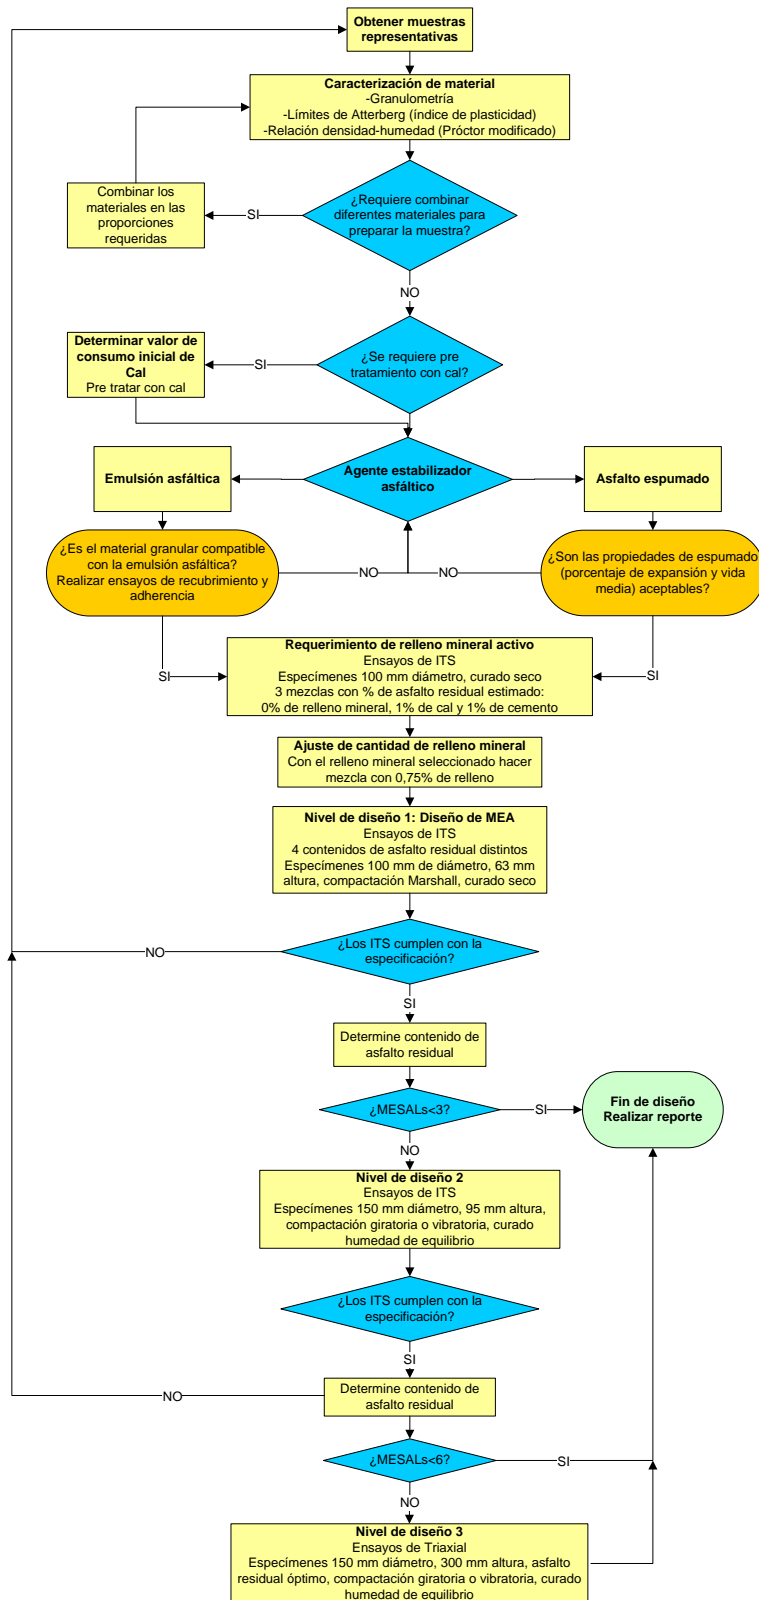 Obtener muestras
representativas
Caracterización de material
-Granulometría
-Límites de Atterberg (índice de plasticidad)
-Relación densidad-humedad (Próctor modificado)
Combinar los
materiales en las
proporciones
requeridas
SI
¿Requiere combinar
diferentes materiales para
preparar la muestra?
NO
Determinar valor de
consumo inicial de
Cal
Pre tratar con cal
SI
¿Se requiere pre
tratamiento con cal?
Emulsión asfáltica
Agente estabilizador
asfáltico
Asfalto espumado
¿Es el material granular compatible
con la emulsión asfáltica?
Realizar ensayos de recubrimiento y
adherencia
NO
NO
¿Son las propiedades de espumado
(porcentaje de expansión y vida
media) aceptables?
SI
SI
Requerimiento de relleno mineral activo
Ensayos de ITS
Especímenes 100 mm diámetro, curado seco
3 mezclas con % de asfalto residual estimado:
0% de relleno mineral, 1% de cal y 1% de cemento
Ajuste de cantidad de relleno mineral
Con el relleno mineral seleccionado hacer
mezcla con 0,75% de relleno
Nivel de diseño 1: Diseño de MEA
Ensayos de ITS
4 contenidos de asfalto residual distintos
Especímenes 100 mm de diámetro, 63 mm
altura, compactación Marshall, curado seco
NO
¿Los ITS cumplen con la
especificación?
SI
Determine contenido de
asfalto residual
¿MESALs<3?
SI
Fin de diseño
Realizar reporte
NO
Nivel de diseño 2
Ensayos de ITS
Especímenes 150 mm diámetro, 95 mm altura,
compactación giratoria o vibratoria, curado
humedad de equilibrio
¿Los ITS cumplen con la
especificación?
SI
NO
Determine contenido de
asfalto residual
¿MESALs<6?
SI
NO
Nivel de diseño 3
Ensayos de Triaxial
Especímenes 150 mm diámetro, 300 mm altura, asfalto
residual óptimo, compactación giratoria o vibratoria, curado
humedad de equilibrio